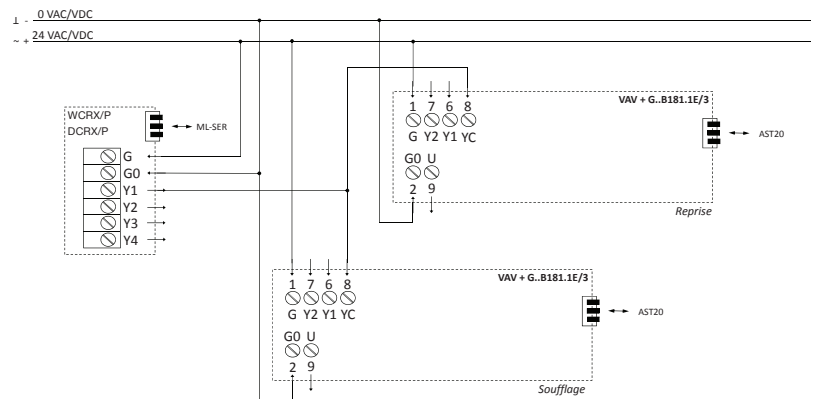 ⊥ - 0 VAC/VDC
~ + 24 VAC/VDC
WCRX/P
DCRX/P
ML-SER
G
G0
Y1
Y2
Y3
Y4
VAV + G..B181.1E/3
1 7 6 8
G Y2 Y1 YC
AST20
G0 U
2 9
Reprise
VAV + G..B181.1E/3
1 7 6 8
G Y2 Y1 YC
AST20
G0 U
2 9
Soufflage